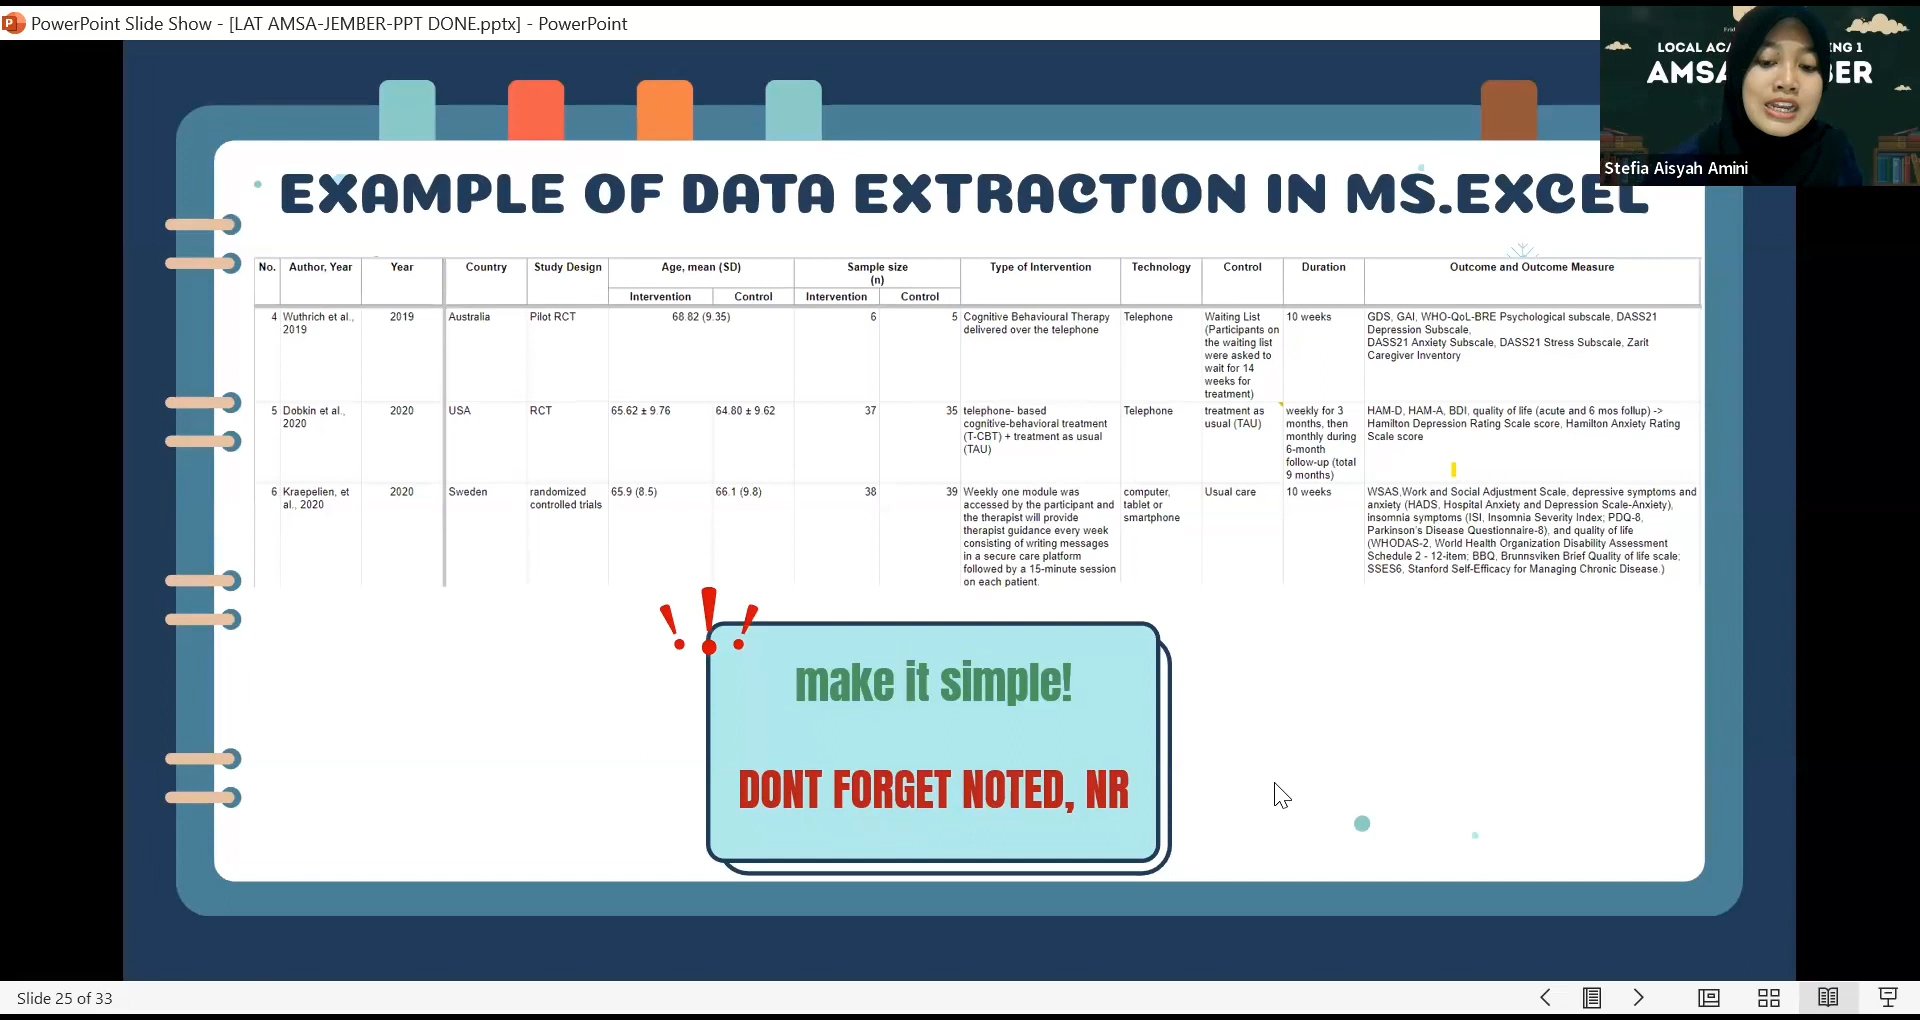 PowerPoint Slide Show - [LAT AMSA-JEMBER-PPT DONE.pptx] - PowerPoint
LOCAL ACA
NG 1
AMSA
BER
Stefia Aisyah Amini
EXAMPLE OF DATA EXTRACTION IN MS.EXCEL
No. Author, Year Year Country Study Design Age, mean (SD) Sample size Type of Intervention Technology Control Duration Outcome and Outcome Measure
(n)
Intervention Control Intervention Control
4 Wuthrich et al.,
2019
2019
Australia
Pilot RCT
68.82 (9.35)
6
5
Cognitive Behavioural Therapy
delivered over the telephone
Telephone
Waiting List
(Participants on
the waiting list
were asked to
wait for 14
weeks for
treatment)
10 weeks
GDS, GAI, WHO-QoL-BRE Psychological subscale, DASS21
Depression Subscale,
DASS21 Anxiety Subscale, DASS21 Stress Subscale, Zarit
Caregiver Inventory
5 Dobkin et al.,
2020
2020
USA
RCT
65.62 ± 9.76
64.80 ± 9.62
37
35
telephone- based
cognitive-behavioral treatment
(T-CBT) + treatment as usual
(TAU)
Telephone
treatment as
usual (TAU)
weekly for 3
months, then
monthly during
6-month
follow-up (total
9 months)
HAM-D, HAM-A, BDI, quality of life (acute and 6 mos follup) ->
Hamilton Depression Rating Scale score, Hamilton Anxiety Rating
Scale score
6 Kraepelien, et
al., 2020
2020
Sweden
randomized
controlled trials
65.9 (8.5)
66.1 (9.8)
38
39
Weekly one module was
accessed by the participant and
the therapist will provide
therapist guidance every week
consisting of writing messages
in a secure care platform
followed by a 15-minute session
on each patient.
computer,
tablet or
smartphone
Usual care
10 weeks
WSAS,Work and Social Adjustment Scale, depressive symptoms and
anxiety (HADS, Hospital Anxiety and Depression Scale-Anxiety),
insomnia symptoms (ISI, Insomnia Severity Index; PDQ-8,
Parkinson's Disease Questionnaire-8), and quality of life
(WHODAS-2, World Health Organization Disability Assessment
Schedule 2 - 12-item; BBQ, Brunnsviken Brief Quality of life scale;
SSES6, Stanford Self-Efficacy for Managing Chronic Disease.)
make it simple!
DONT FORGET NOTED, NR
Slide 25 of 33